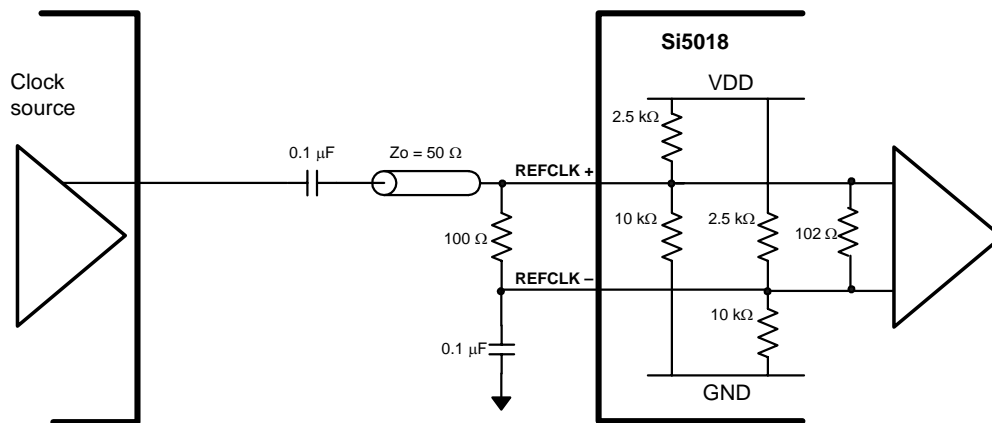 Si5018
Clock
source
VDD
2.5 kΩ
0.1 μF
Zo = 50 Ω
REFCLK +
100 Ω
10 kΩ
2.5 kΩ
102 Ω
REFCLK –
10 kΩ
0.1 μF
GND